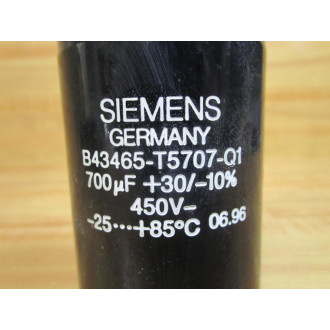 SIEMENS
GERMANY
B43465-T5707-Q1
700µF +30/-10%
450V-
-25···+85°C 06.96